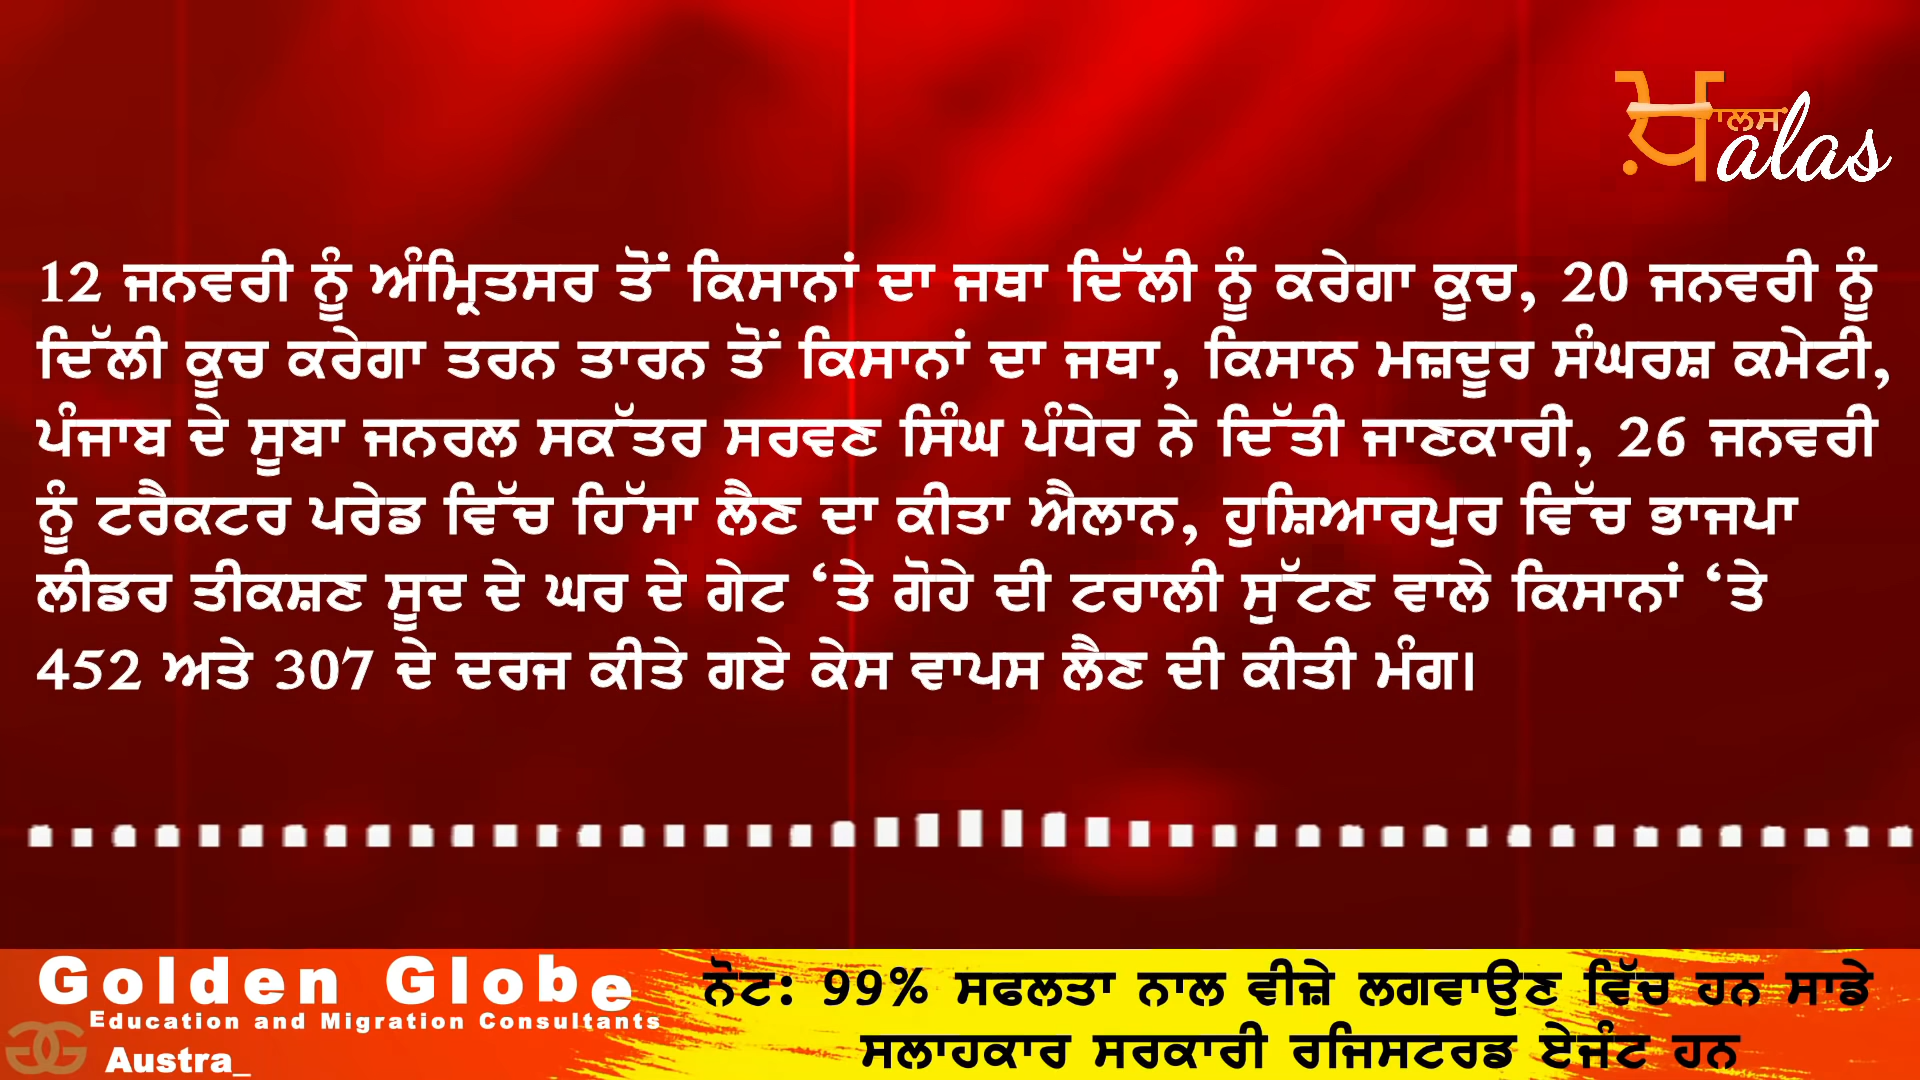 ਖ਼ਾਲਸ alas
12 ਜਨਵਰੀ ਨੂੰ ਅੰਮ੍ਰਿਤਸਰ ਤੋਂ ਕਿਸਾਨਾਂ ਦਾ ਜਥਾ ਦਿੱਲੀ ਨੂੰ ਕਰੇਗਾ ਕੂਚ, 20 ਜਨਵਰੀ ਨੂੰ
ਦਿੱਲੀ ਕੂਚ ਕਰੇਗਾ ਤਰਨ ਤਾਰਨ ਤੋਂ ਕਿਸਾਨਾਂ ਦਾ ਜਥਾ, ਕਿਸਾਨ ਮਜ਼ਦੂਰ ਸੰਘਰਸ਼ ਕਮੇਟੀ,
ਪੰਜਾਬ ਦੇ ਸੂਬਾ ਜਨਰਲ ਸਕੱਤਰ ਸਰਵਣ ਸਿੰਘ ਪੰਧੇਰ ਨੇ ਦਿੱਤੀ ਜਾਣਕਾਰੀ, 26 ਜਨਵਰੀ
ਨੂੰ ਟਰੈਕਟਰ ਪਰੇਡ ਵਿੱਚ ਹਿੱਸਾ ਲੈਣ ਦਾ ਕੀਤਾ ਐਲਾਨ, ਹੁਸ਼ਿਆਰਪੁਰ ਵਿੱਚ ਭਾਜਪਾ
ਲੀਡਰ ਤੀਕਸ਼ਣ ਸੂਦ ਦੇ ਘਰ ਦੇ ਗੇਟ ‘ਤੇ ਗੋਹੇ ਦੀ ਟਰਾਲੀ ਸੁੱਟਣ ਵਾਲੇ ਕਿਸਾਨਾਂ ‘ਤੇ
452 ਅਤੇ 307 ਦੇ ਦਰਜ ਕੀਤੇ ਗਏ ਕੇਸ ਵਾਪਸ ਲੈਣ ਦੀ ਕੀਤੀ ਮੰਗ।
Golden Globe
Education and Migration Consultants
Austra_
ਨੋਟ: 99% ਸਫਲਤਾ ਨਾਲ ਵੀਜ਼ੇ ਲਗਵਾਉਣ ਵਿੱਚ ਹਨ ਸਾਡੇ
ਸਲਾਹਕਾਰ ਸਰਕਾਰੀ ਰਜਿਸਟਰਡ ਏਜੰਟ ਹਨ